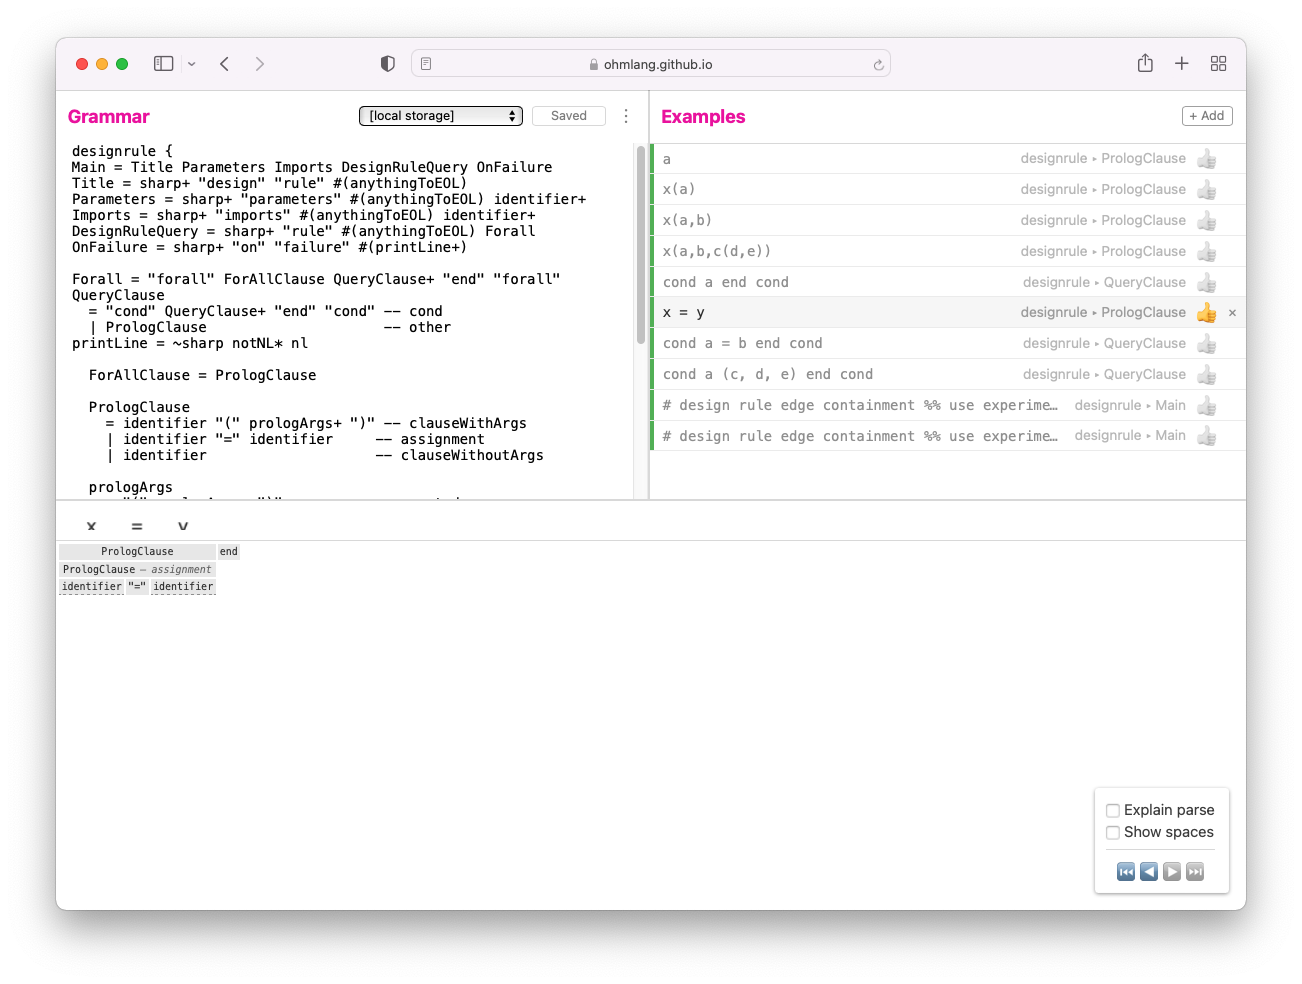 ohmlang.github.io
Grammar
[local storage]
Saved
designrule {
Main = Title Parameters Imports DesignRuleQuery OnFailure
Title = sharp+ "design" "rule" #(anythingToEOL)
Parameters = sharp+ "parameters" #(anythingToEOL) identifier+
Imports = sharp+ "imports" #(anythingToEOL) identifier+
DesignRuleQuery = sharp+ "rule" #(anythingToEOL) Forall
OnFailure = sharp+ "on" "failure" #(printLine+)
Forall = "forall" ForAllClause QueryClause+ "end" "forall"
QueryClause
= "cond" QueryClause+ "end" "cond" -- cond
| PrologClause -- other
printLine = ~sharp notNL* nl
ForAllClause = PrologClause
PrologClause
= identifier "(" prologArgs+ ")" -- clauseWithArgs
| identifier "=" identifier -- assignment
| identifier -- clauseWithoutArgs
prologArgs
Examples
+ Add
a designrule ▸ PrologClause
x(a) designrule ▸ PrologClause
x(a,b) designrule ▸ PrologClause
x(a,b,c(d,e)) designrule ▸ PrologClause
cond a end cond designrule ▸ QueryClause
x = y designrule ▸ PrologClause ×
cond a = b end cond designrule ▸ QueryClause
cond a (c, d, e) end cond designrule ▸ QueryClause
# design rule edge containment %% use experime… designrule ▸ Main
# design rule edge containment %% use experime… designrule ▸ Main
x = y
PrologClause end
PrologClause — assignment
identifier "=" identifier
Explain parse
Show spaces